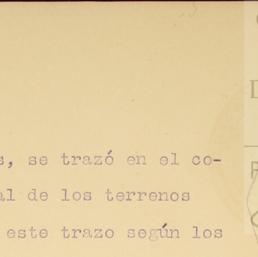 s, se trazó en el co-
al de los terrenos
este trazo según los